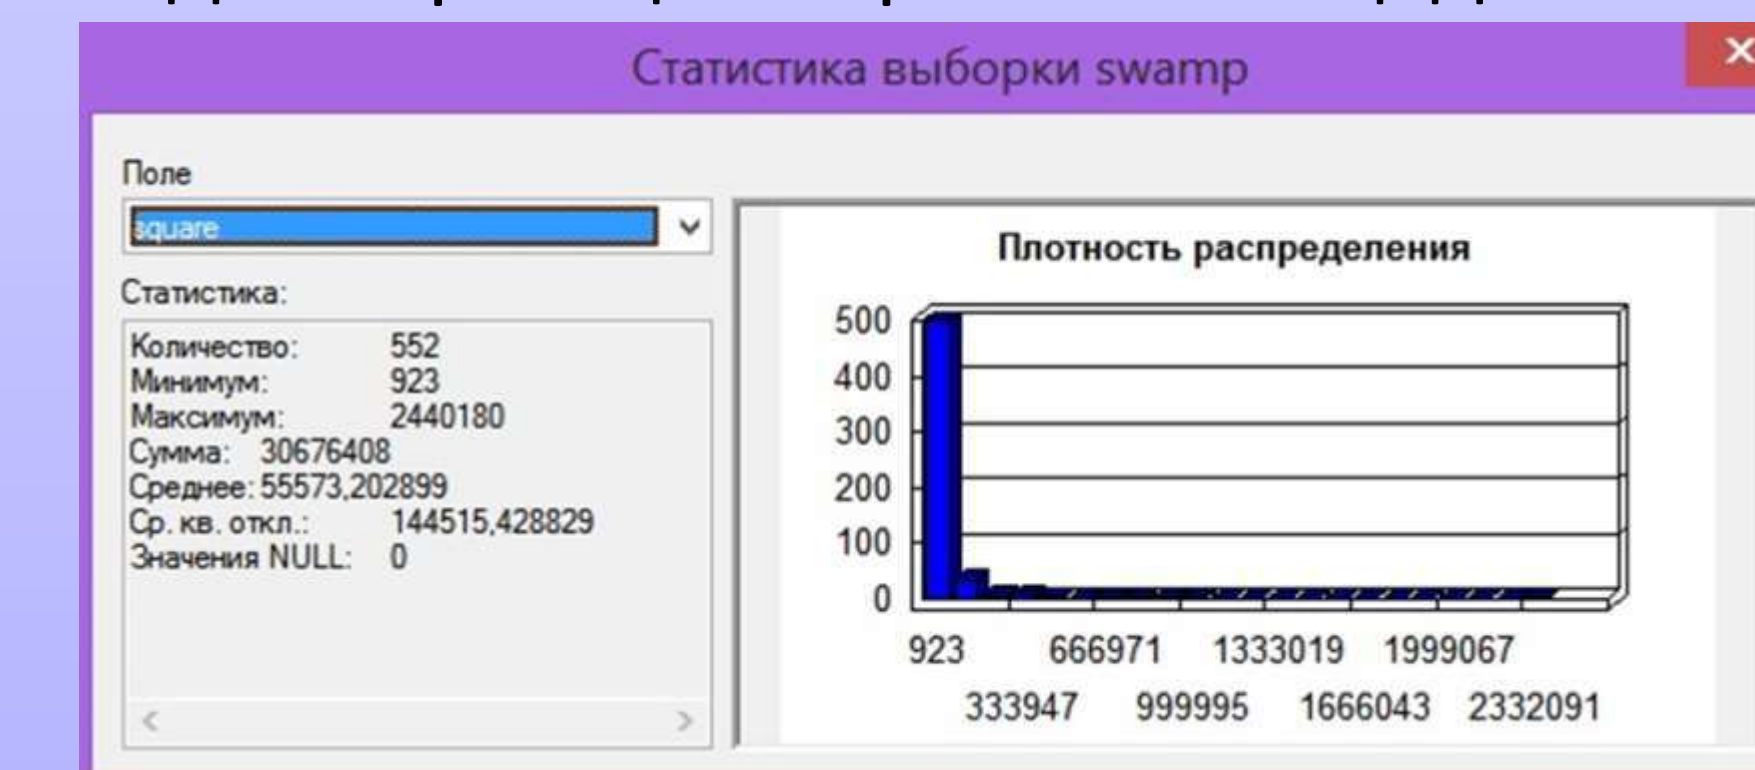 Статистика выборки swamp
Поле
square
Статистика:
Количество: 552
Минимум: 923
Максимум: 2440180
Сумма: 30676408
Среднее: 55573,202899
Ср. кв. откл.: 144515,428829
Значения NULL: 0
Плотность распределения
500
400
300
200
100
0
923 666971 1333019 1999067
333947 999995 1666043 2332091